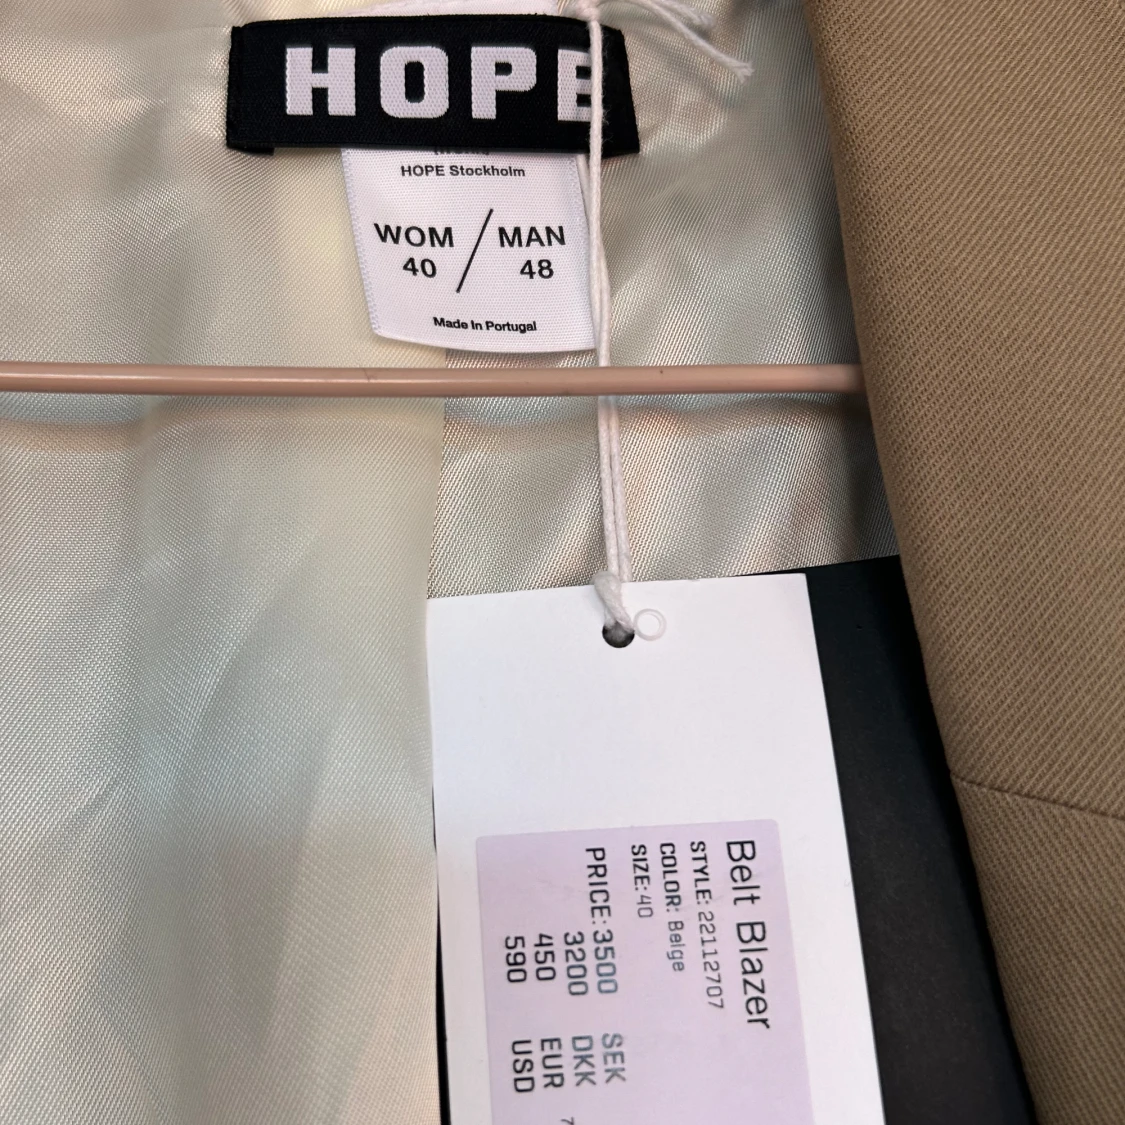 HOPE
HOPE Stockholm
WOM / MAN
40 48
Made In Portugal
Belt Blazer
STYLE: 22112707
COLOR: Beige
SIZE: 40
PRICE: 3500 SEK
3200 DKK
450 EUR
590 USD